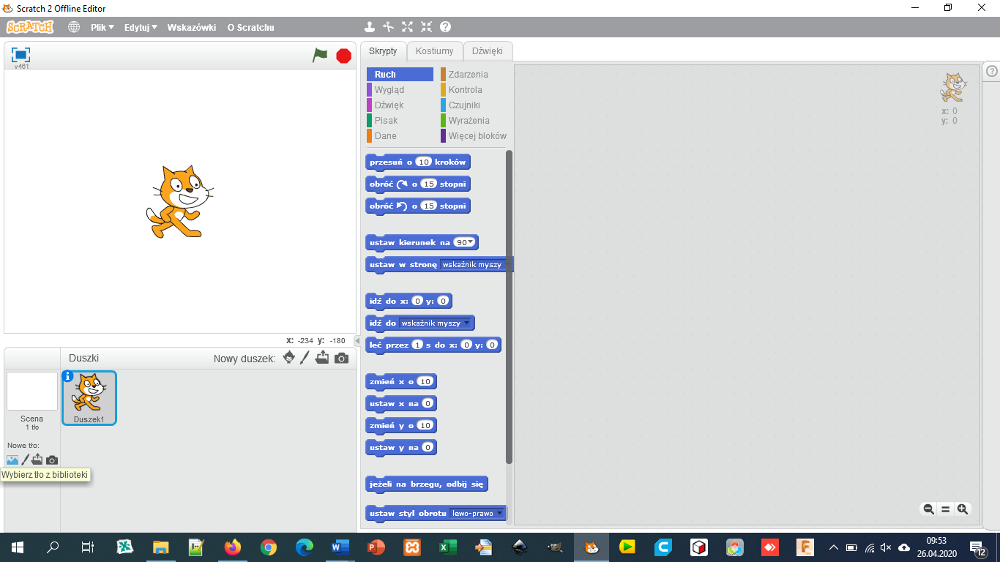 Scratch 2 Offline Editor
SCRATCH
Plik Edytuj Wskazówki O Scratchu
v461
Skrypty Kostiumy Dźwięki
Ruch
Wygląd
Dźwięk
Pisak
Dane
Zdarzenia
Kontrola
Czujniki
Wyrażenia
Więcej bloków
przesuń o 10 kroków
obróć o 15 stopni
obróć o 15 stopni
ustaw kierunek na 90
ustaw w stronę wskaźnik myszy
idź do x: 0 y: 0
idź do wskaźnik myszy
leć przez 1 s do x: 0 y: 0
zmień x o 10
ustaw x na 0
zmień y o 10
ustaw y na 0
jeżeli na brzegu, odbij się
ustaw styl obrotu lewo-prawo
x: 0
y: 0
x: -234 y: -180
Duszki
Nowy duszek:
Duszek1
Scena
1 tło
Nowe tło:
Wybierz tło z biblioteki
09:53
26.04.2020
12